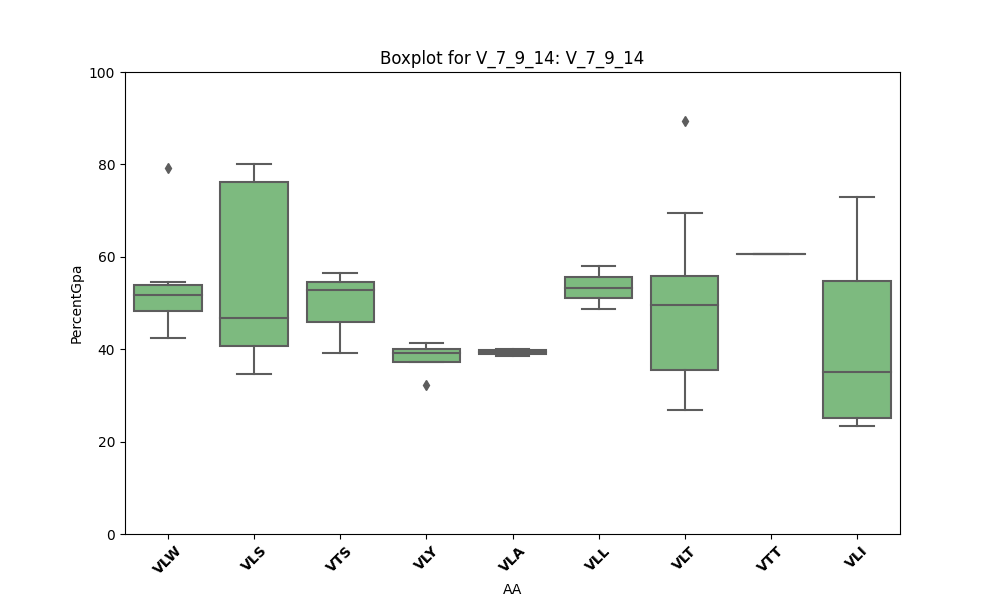 Boxplot for V_7_9_14: V_7_9_14
100
80
60
40
20
0
PercentGpa
VLW
VLS
VTS
VLY
VLA
VLL
VLT
VTT
VLI
AA